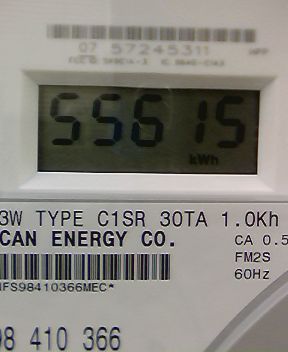 07 57245311
55615
kWh
3W TYPE C1SR 30TA 1.0Kh
CAN ENERGY CO.
CA 0.5
FM2S
NFS98410366MEC*
60Hz
98 410 366